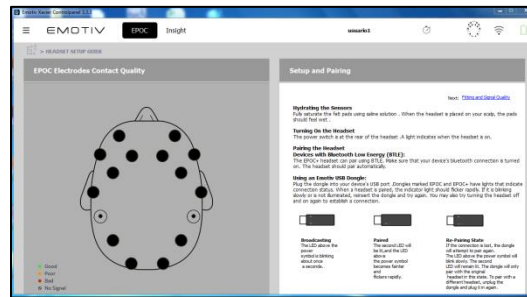 Emotiv Xavier Controlpanel 3.1.
EMOTIV
EPOC
Insight
usuario1
> HEADSET SETUP GUIDE
EPOC Electrodes Contact Quality
Good
Poor
Bad
No Signal
Setup and Pairing
Next: Fitting and Signal Quality
Hydrating the Sensors
Fully saturate the felt pads using saline solution . When the headset is placed on your scalp, the pads
should feel wet .
Turning On the Headset
The power switch is at the rear of the headset .A light indicates when the headset is on.
Pairing the Headset
Devices with Bluetooth Low Energy (BTLE):
The EPOC+ headset can pair using BTLE. Make sure that your device's bluetooth connection is turned
on. The headset should pair automatically.
Using an Emotiv USB Dongle:
Plug the dongle into your device's USB port .Dongles marked EPOC and EPOC+ have lights that indicate
connection status. When a headset is paired, the indicator light should flicker rapidly. If it is blinking
slowly or is not illuminated, reinsert the dongle and try again. You may also try turning the headset off
and on again to establish a connection.
Broadcasting
The LED above the
power
symbol is blinking
about once
a seconds.
Paired
The second LED will
be lit,and the LED
above
the power symbol
becomes fainter
and
flickers rapidly.
Re-Pairing State
If the connection is lost, the dongle
will attempt to pair again.
The LED above the power symbol will
blink slowly. The second
LED will remain lit. The dongle will only
pair with the original
headset in this state. To pair with a
different headset, unplug the
dongle and plug it in again.